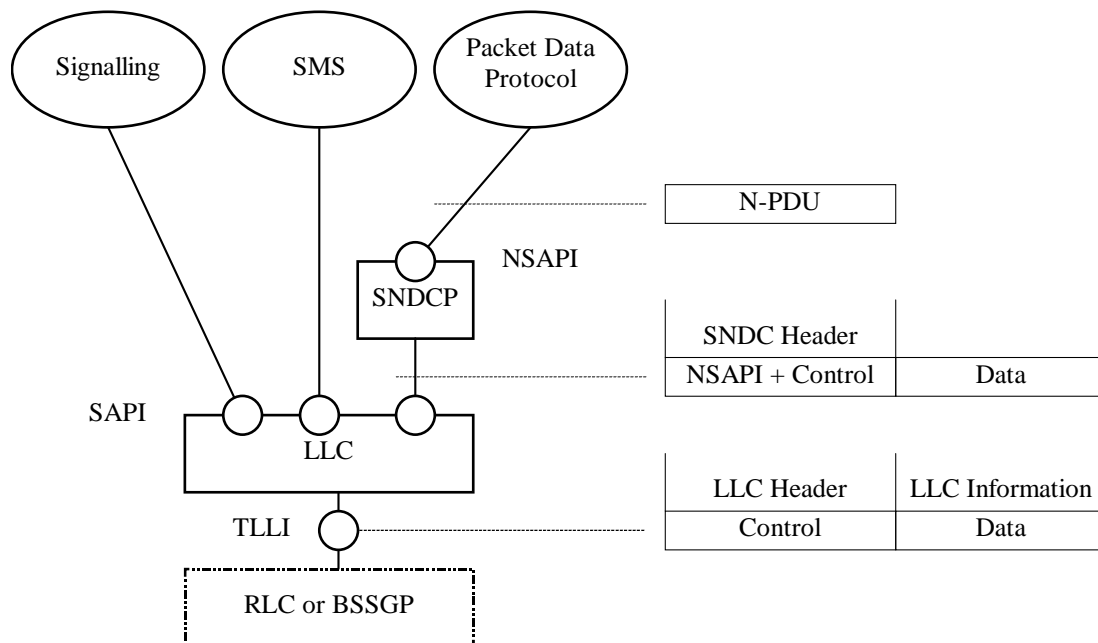 Signalling
SMS
Packet Data
Protocol
N-PDU
NSAPI
SNDCP
SNDC Header
NSAPI + Control
Data
SAPI
LLC
LLC Header
LLC Information
TLLI
Control
Data
RLC or BSSGP